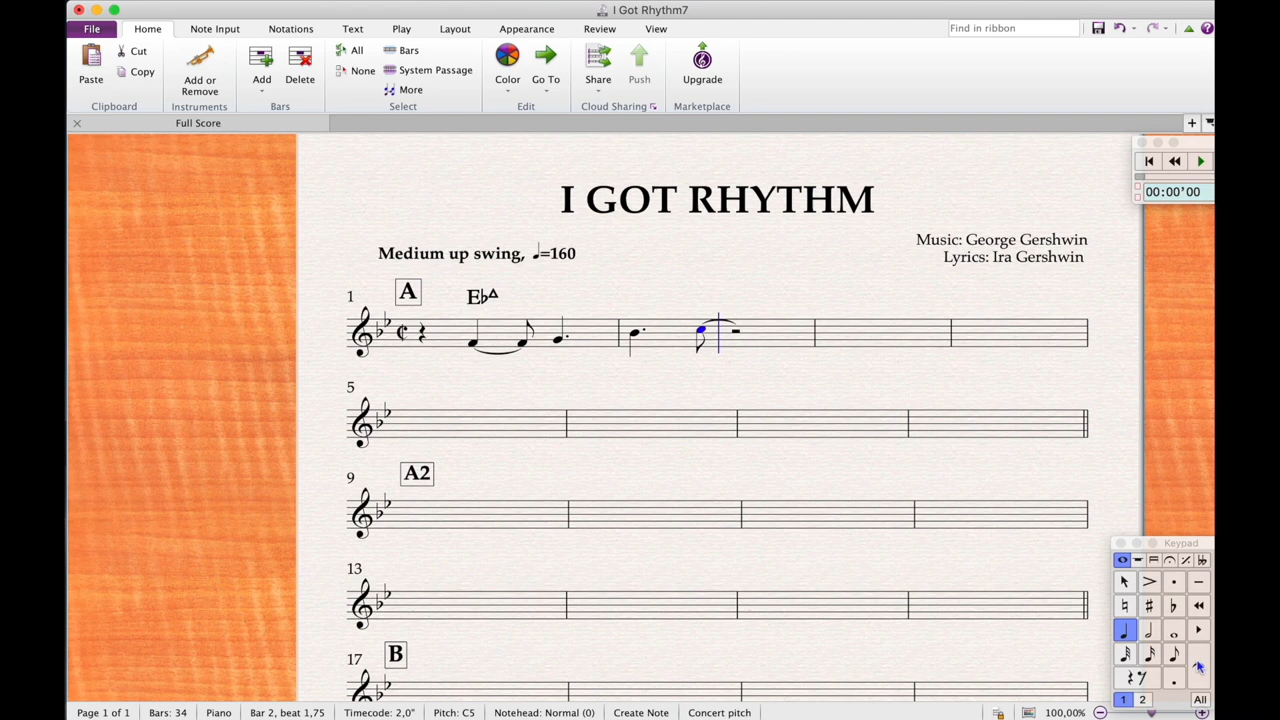 I Got Rhythm7
File Home Note Input Notations Text Play Layout Appearance Review View Find in ribbon
Paste Cut Copy Clipboard
Add or Remove Instruments
Add Delete Bars
All None Bars System Passage More Select
Color Go To Edit
Share Push Cloud Sharing
Upgrade Marketplace
Full Score
I GOT RHYTHM
00:00'00
Music: George Gershwin
Medium up swing, ♩=160
Lyrics: Ira Gershwin
1 A E♭Δ
5
9 A2
Keypad
13
17 B
1 2 All
Page 1 of 1 Bars: 34 Piano Bar 2, beat 1,75 Timecode: 2.0" Pitch: C5 Notehead: Normal (0) Create Note Concert pitch 100,00%